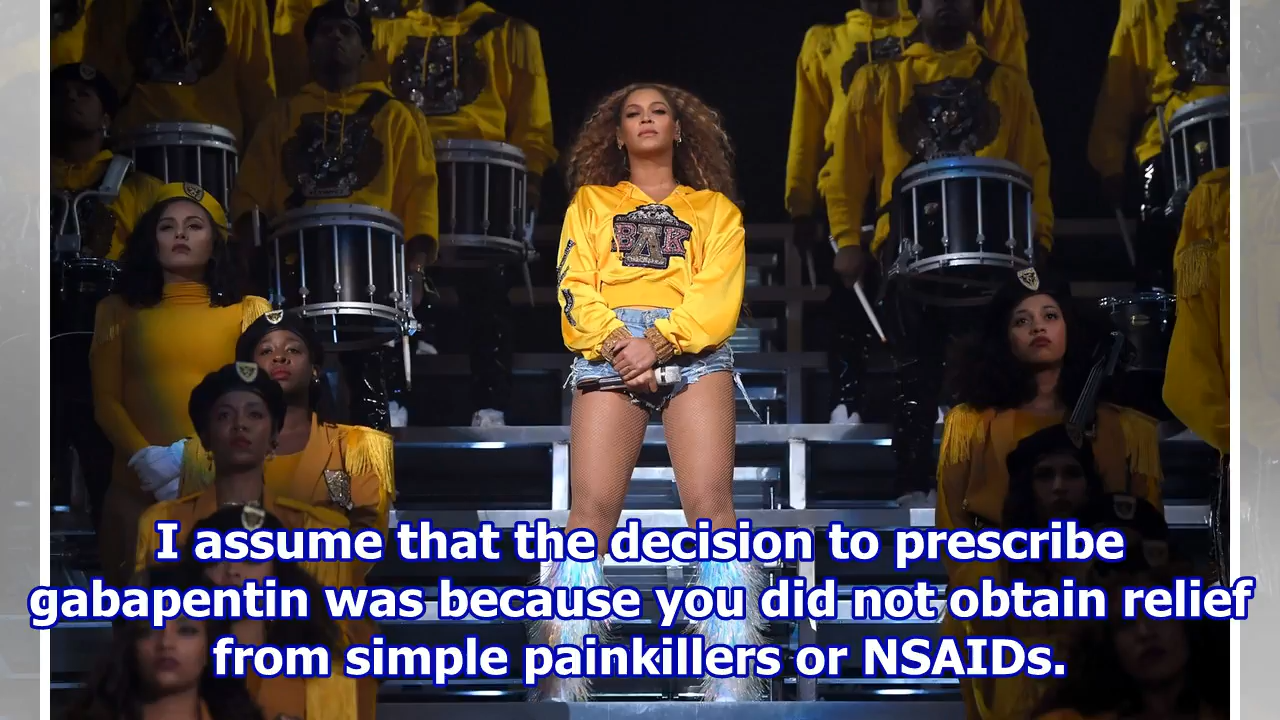 BAK
I assume that the decision to prescribe
gabapentin was because you did not obtain relief
from simple painkillers or NSAIDs.